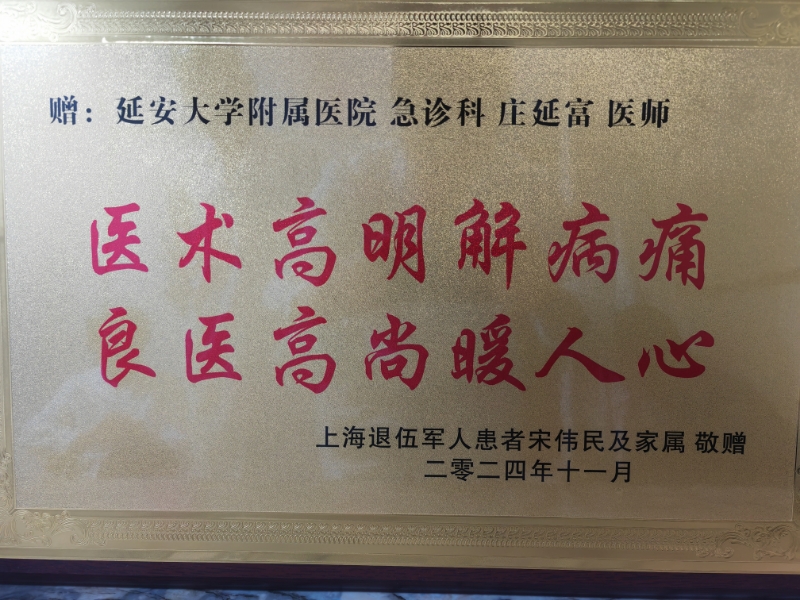 赠：延安大学附属医院 急诊科 庄延富 医师
医术高明解病痛
良医高尚暖人心
上海退伍军人患者宋伟民及家属 敬赠
二零二四年十一月